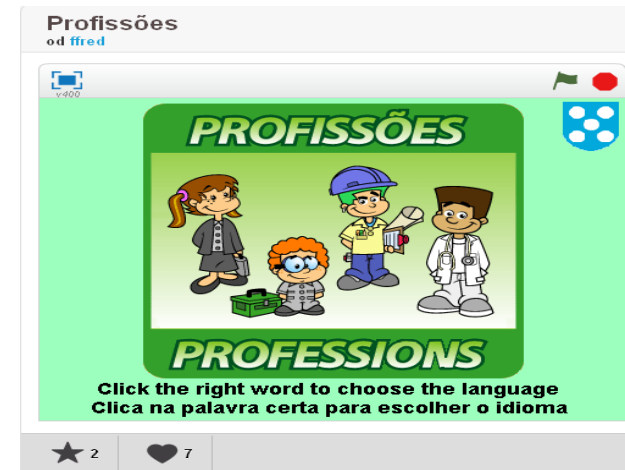 Profissões
od ffred
v400
PROFISSÕES
PROFESSIONS
Click the right word to choose the language
Clica na palavra certa para escolher o idioma
2
7